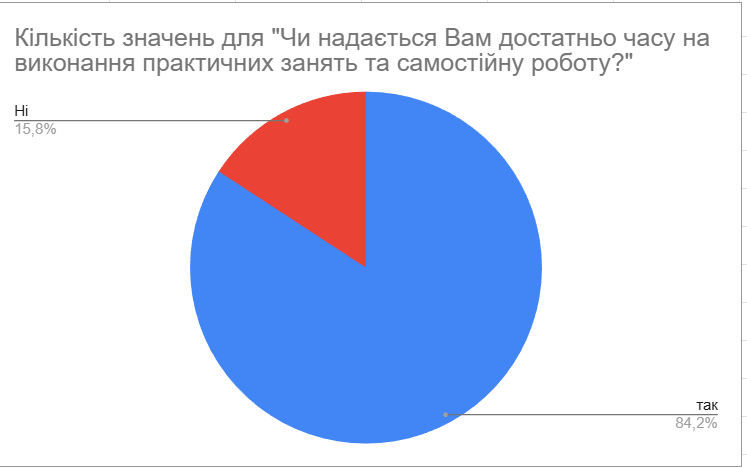 Кількість значень для "Чи надається Вам достатньо часу на
виконання практичних занять та самостійну роботу?"
Ні
15,8%
так
84,2%